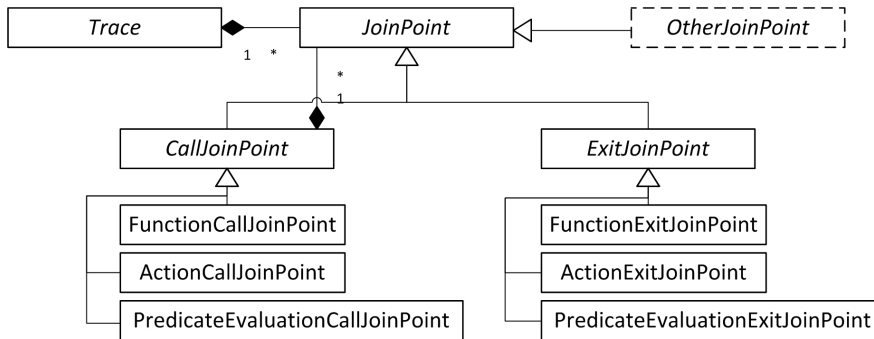 Trace
JoinPoint
OtherJoinPoint
1 *
*
1
CallJoinPoint
ExitJoinPoint
FunctionCallJoinPoint
FunctionExitJoinPoint
ActionCallJoinPoint
ActionExitJoinPoint
PredicateEvaluationCallJoinPoint
PredicateEvaluationExitJoinPoint